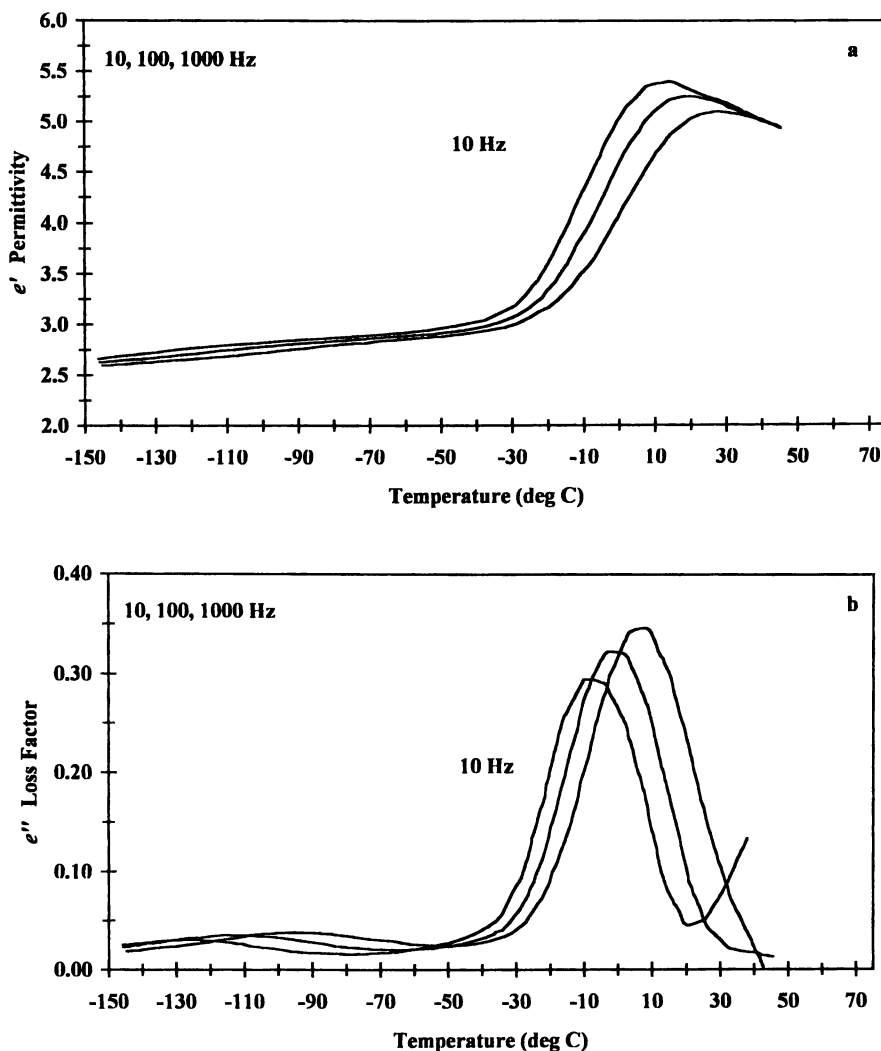 6.0
10, 100, 1000 Hz
a
5.5
5.0
10 Hz
4.5
4.0
3.5
3.0
2.5
2.0
e' Permittivity
-150 -130 -110 -90 -70 -50 -30 -10 10 30 50 70
Temperature (deg C)
0.40
10, 100, 1000 Hz
b
0.30
10 Hz
0.20
0.10
0.00
e'' Loss Factor
-150 -130 -110 -90 -70 -50 -30 -10 10 30 50 70
Temperature (deg C)